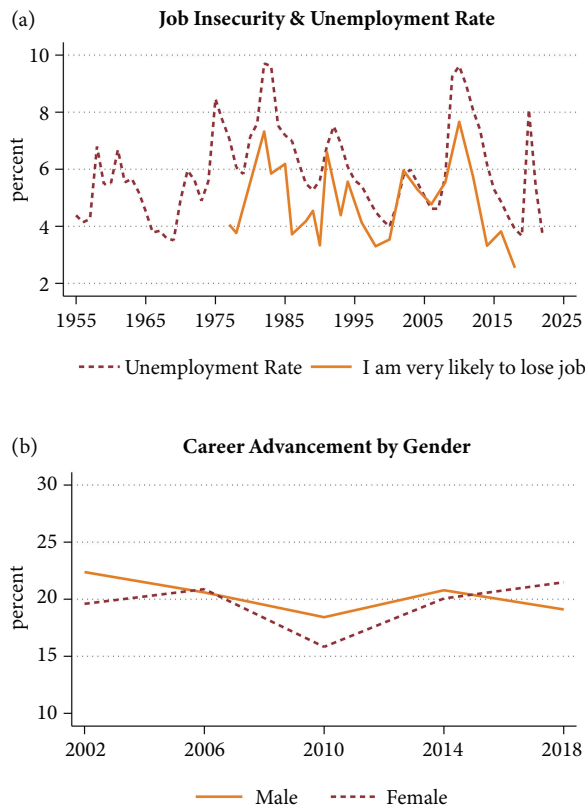 (a) Job Insecurity & Unemployment Rate
10
8
6
4
2
percent
1955 1965 1975 1985 1995 2005 2015 2025
Unemployment Rate I am very likely to lose job
(b) Career Advancement by Gender
30
25
20
15
10
percent
2002 2006 2010 2014 2018
Male Female